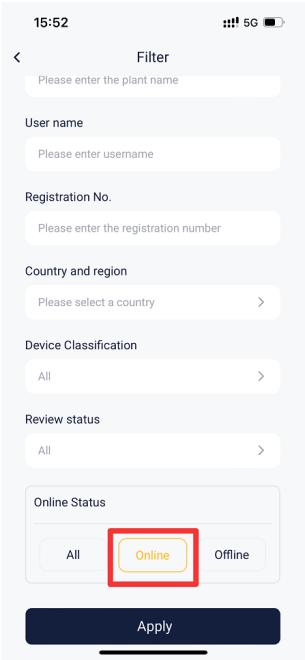 15:52
5G
Filter
Please enter the plant name
User name
Please enter username
Registration No.
Please enter the registration number
Country and region
Please select a country
Device Classification
All
Review status
All
Online Status
All Online Offline
Apply